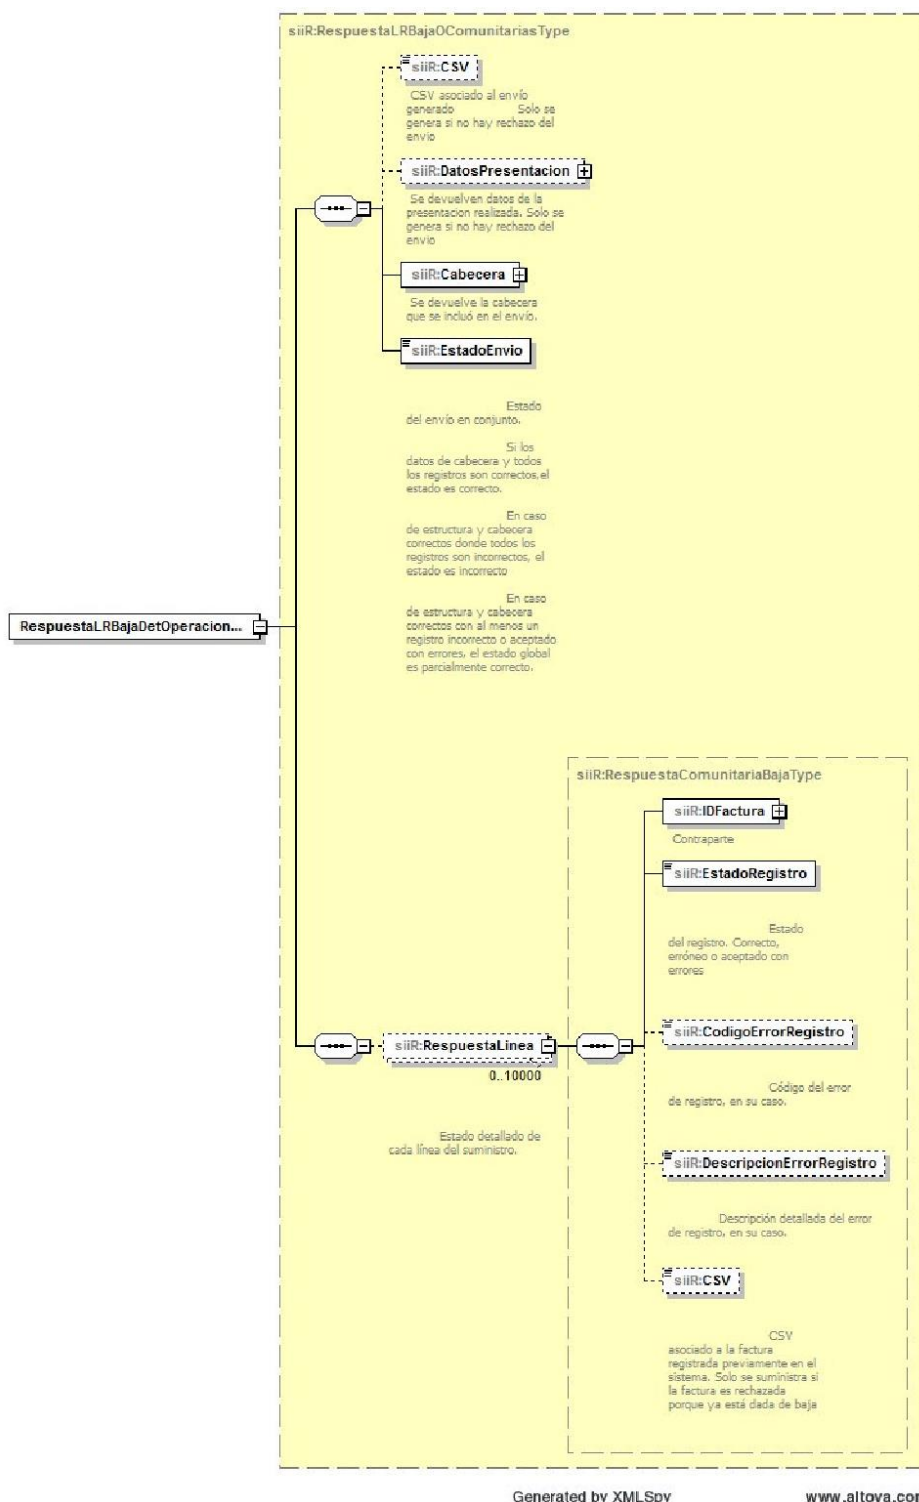 siiR:RespuestaLRBajaOComunitariasType
siiR:CSV
CSV asociado al envío
generado Solo se
genera si no hay rechazo del
envio
siiR:DatosPresentacion
Se devuelven datos de la
presentacion realizada. Solo se
genera si no hay rechazo del
envio
siiR:Cabecera
Se devuelve la cabecera
que se incluó en el envío.
siiR:EstadoEnvio
Estado
del envío en conjunto.
Si los
datos de cabecera y todos
los registros son correctos,el
estado es correcto.
En caso
de estructura y cabecera
correctos donde todos los
registros son incorrectos, el
estado es incorrecto
En caso
de estructura y cabecera
correctos con al menos un
registro incorrecto o aceptado
con errores, el estado global
es parcialmente correcto.
RespuestaLRBajaDetOperacion...
siiR:RespuestaComunitariaBajaType
siiR:IDFactura
Contraparte
siiR:EstadoRegistro
Estado
del registro. Correcto,
erróneo o aceptado con
errores
siiR:RespuestaLinea
0..10000
Estado detallado de
cada línea del suministro.
siiR:CodigoErrorRegistro
Código del error
de registro, en su caso.
siiR:DescripcionErrorRegistro
Descripción detallada del error
de registro, en su caso.
siiR:CSV
CSV
asociado a la factura
registrada previamente en el
sistema. Solo se suministra si
la factura es rechazada
porque ya está dada de baja
Generated by XMLSpy www.altova.com